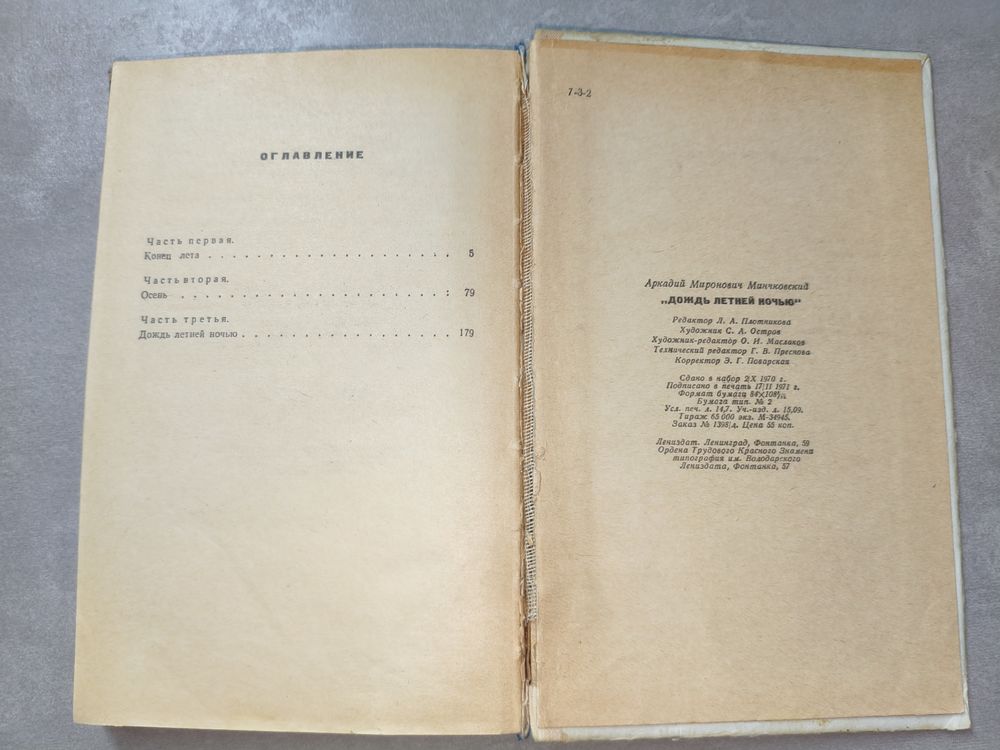 ОГЛАВЛЕНИЕ
Часть первая.
Конец лета . . . . . . . . . . . . . . . . . . . . 5
Часть вторая.
Осень . . . . . . . . . . . . . . . . . . . . . : 79
Часть третья.
Дождь летней ночью . . . . . . . . . . . . . . . . 179
7-3-2
Аркадий Миронович Минчковский
„ДОЖДЬ ЛЕТНЕЙ НОЧЬЮ“
Редактор Л. А. Плотникова
Художник С. А. Остров
Художник-редактор О. И. Маслаков
Технический редактор Г. В. Преснова
Корректор Э. Г. Поварская
Сдано в набор 2/X 1970 г.
Подписано в печать 17/II 1971 г.
Формат бумаги 84×108¹/₃₂
Бумага тип. № 2
Усл. печ. л. 14,7. Уч.-изд. л. 15,09.
Тираж 65 000 экз. М-34945.
Заказ № 1398/д. Цена 55 коп.
Лениздат. Ленинград, Фонтанка, 59
Ордена Трудового Красного Знамени
типография им. Володарского
Лениздата, Фонтанка, 57